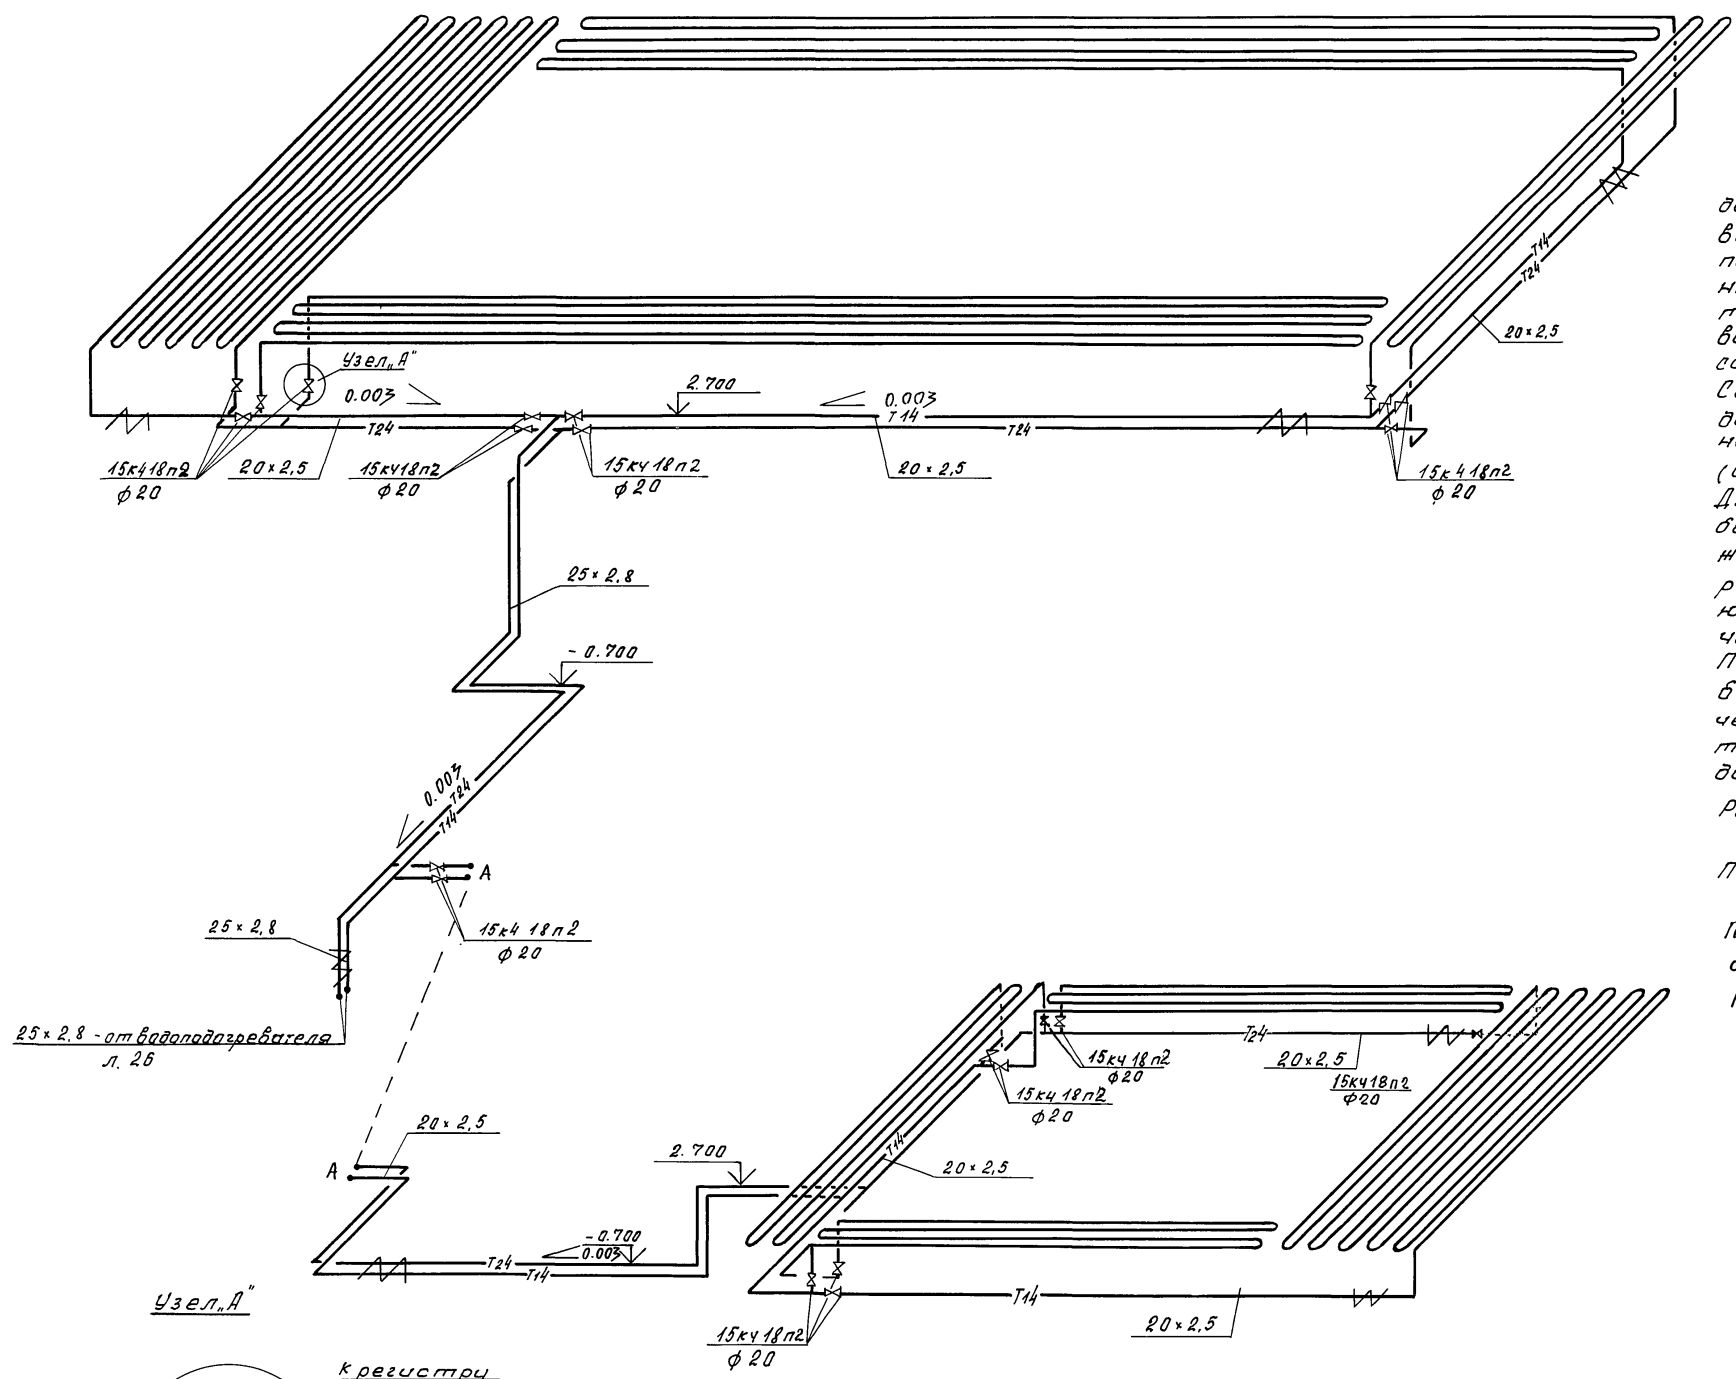 Т14
Т24
20×2,5
Узел „А"
0.003
2.700
0.003
Т14
Т24
Т24
15кч18п2
ф20
20×2,5
15кч18п2
ф20
15кч18п2
ф20
20×2,5
15кч18п2
ф20
25×2,8
-0.700
0.003
Т24
Т14
А
25×2,8
15кч18п2
ф20
25×2,8 - от водоподогревателя
л. 26
Т24
15кч18п2
ф20
20×2,5
15кч18п2
ф20
15кч18п2
ф20
20×2,5
А
2.700
Т14
20×2,5
-0.700
0.003
Т24
Т14
Т14
20×2,5
15кч18п2
ф20
Узел „А"
к регистру